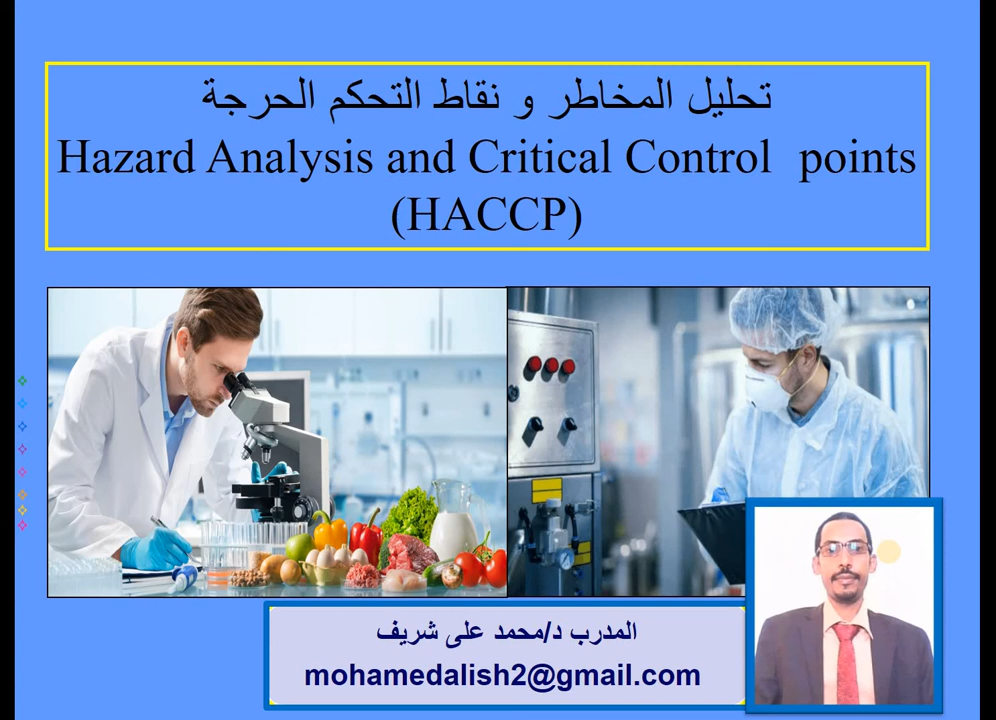 تحليل المخاطر و نقاط التحكم الحرجة
Hazard Analysis and Critical Control points
(HACCP)
المدرب د/محمد على شريف
mohamedalish2@gmail.com